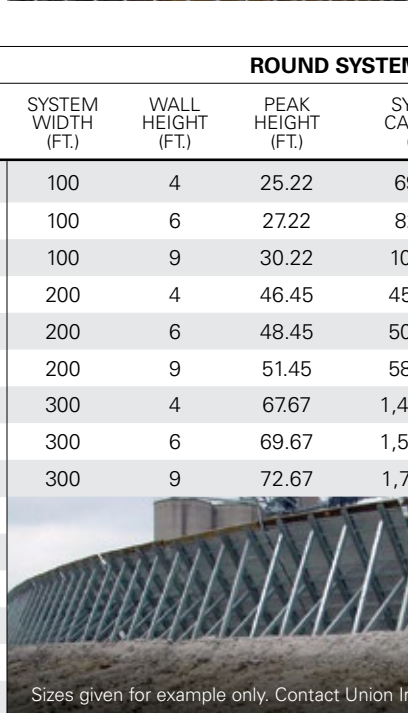 ROUND
SYSTEM WIDTH (FT.) WALL HEIGHT (FT.) PEAK HEIGHT (FT.)
100 4 25.22
100 6 27.22
100 9 30.22
200 4 46.45
200 6 48.45
200 9 51.45
300 4 67.67
300 6 69.67
300 9 72.67
Sizes given for example only. Contact Union